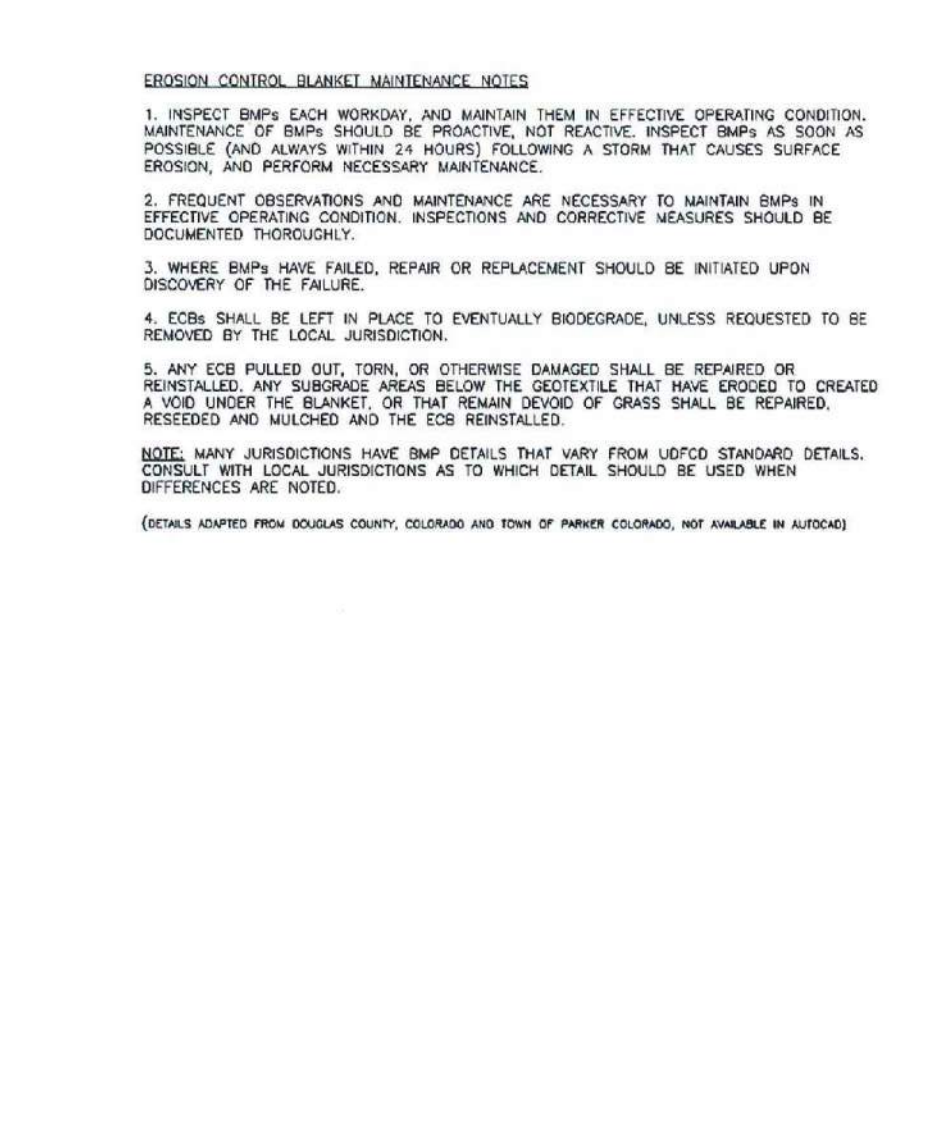 EROSION CONTROL BLANKET MAINTENANCE NOTES
1. INSPECT BMPs EACH WORKDAY, AND MAINTAIN THEM IN EFFECTIVE OPERATING CONDITION.
MAINTENANCE OF BMPs SHOULD BE PROACTIVE, NOT REACTIVE. INSPECT BMPs AS SOON AS
POSSIBLE (AND ALWAYS WITHIN 24 HOURS) FOLLOWING A STORM THAT CAUSES SURFACE
EROSION, AND PERFORM NECESSARY MAINTENANCE.
2. FREQUENT OBSERVATIONS AND MAINTENANCE ARE NECESSARY TO MAINTAIN BMPs IN
EFFECTIVE OPERATING CONDITION. INSPECTIONS AND CORRECTIVE MEASURES SHOULD BE
DOCUMENTED THOROUGHLY.
3. WHERE BMPs HAVE FAILED, REPAIR OR REPLACEMENT SHOULD BE INITIATED UPON
DISCOVERY OF THE FAILURE.
4. ECBs SHALL BE LEFT IN PLACE TO EVENTUALLY BIODEGRADE, UNLESS REQUESTED TO BE
REMOVED BY THE LOCAL JURISDICTION.
5. ANY ECB PULLED OUT, TORN, OR OTHERWISE DAMAGED SHALL BE REPAIRED OR
REINSTALLED. ANY SUBGRADE AREAS BELOW THE GEOTEXTILE THAT HAVE ERODED TO CREATED
A VOID UNDER THE BLANKET, OR THAT REMAIN DEVOID OF GRASS SHALL BE REPAIRED,
RESEEDED AND MULCHED AND THE ECB REINSTALLED.
NOTE: MANY JURISDICTIONS HAVE BMP DETAILS THAT VARY FROM UDFCD STANDARD DETAILS.
CONSULT WITH LOCAL JURISDICTIONS AS TO WHICH DETAIL SHOULD BE USED WHEN
DIFFERENCES ARE NOTED.
(DETAILS ADAPTED FROM DOUGLAS COUNTY, COLORADO AND TOWN OF PARKER COLORADO, NOT AVAILABLE IN AUTOCAD)